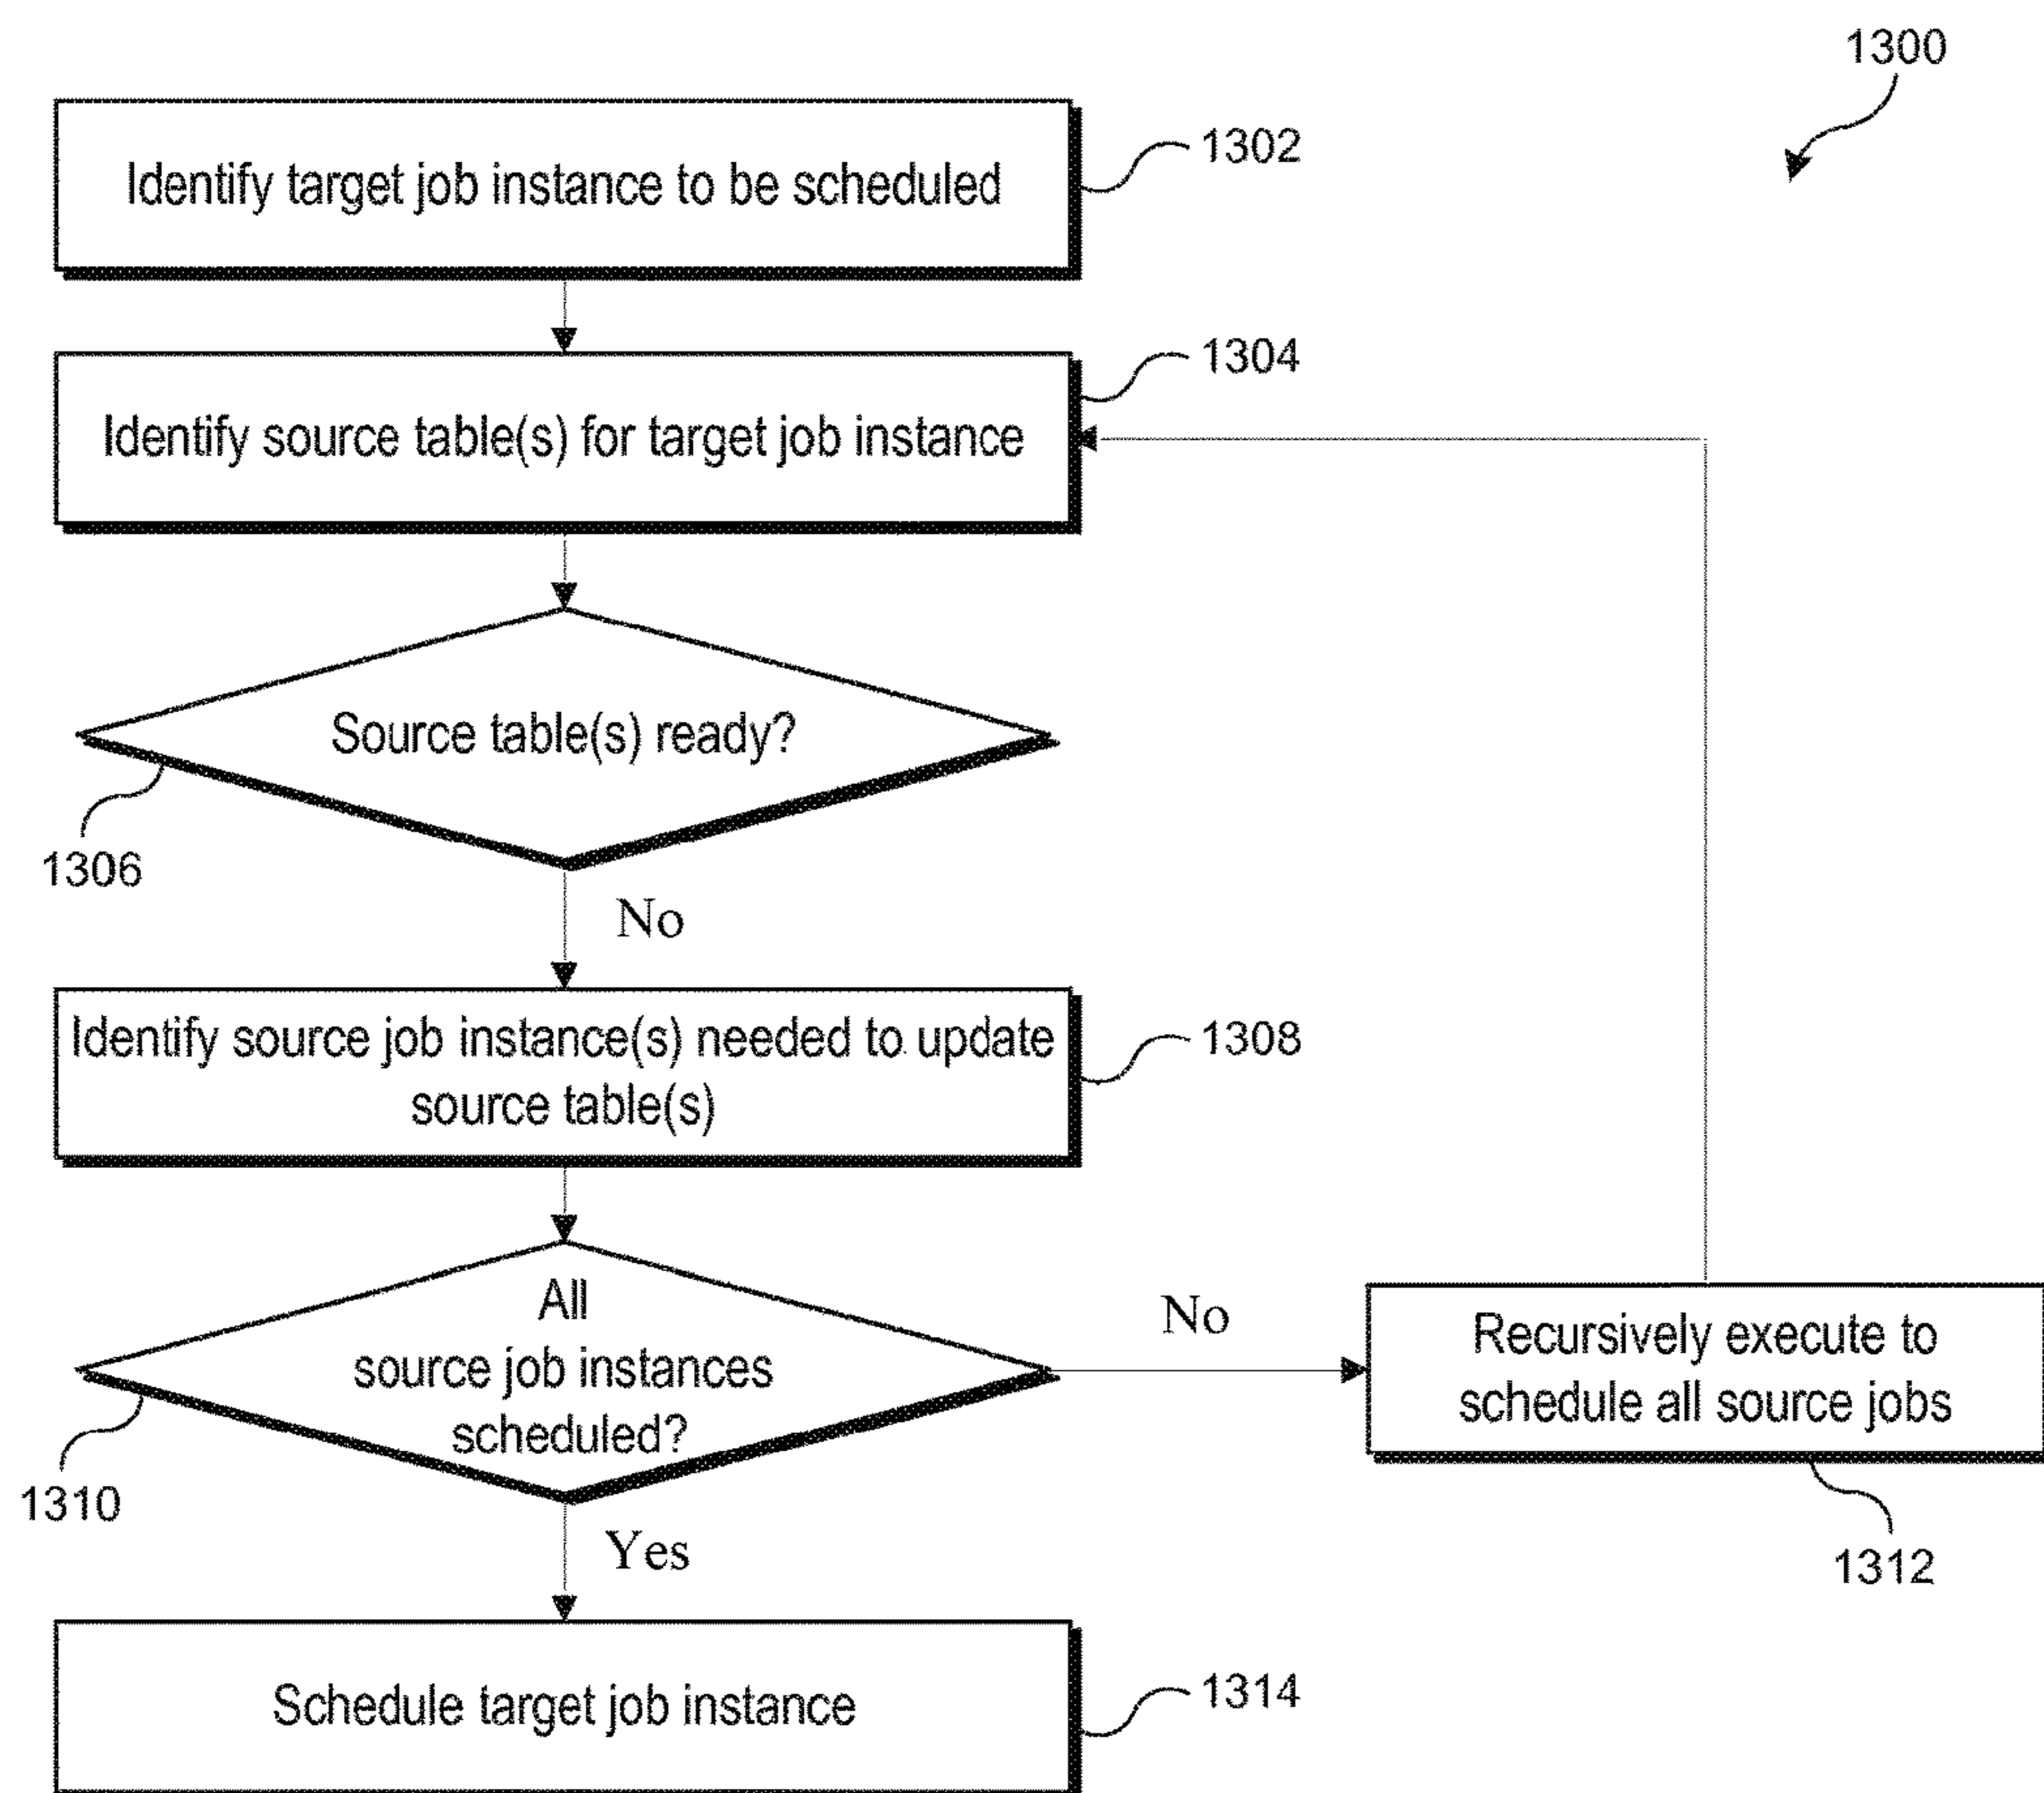 1300
Identify target job instance to be scheduled
1302
Identify source table(s) for target job instance
1304
Source table(s) ready?
1306
No
Identify source job instance(s) needed to update
source table(s)
1308
All
source job instances
scheduled?
1310
No
Recursively execute to
schedule all source jobs
1312
Yes
Schedule target job instance
1314